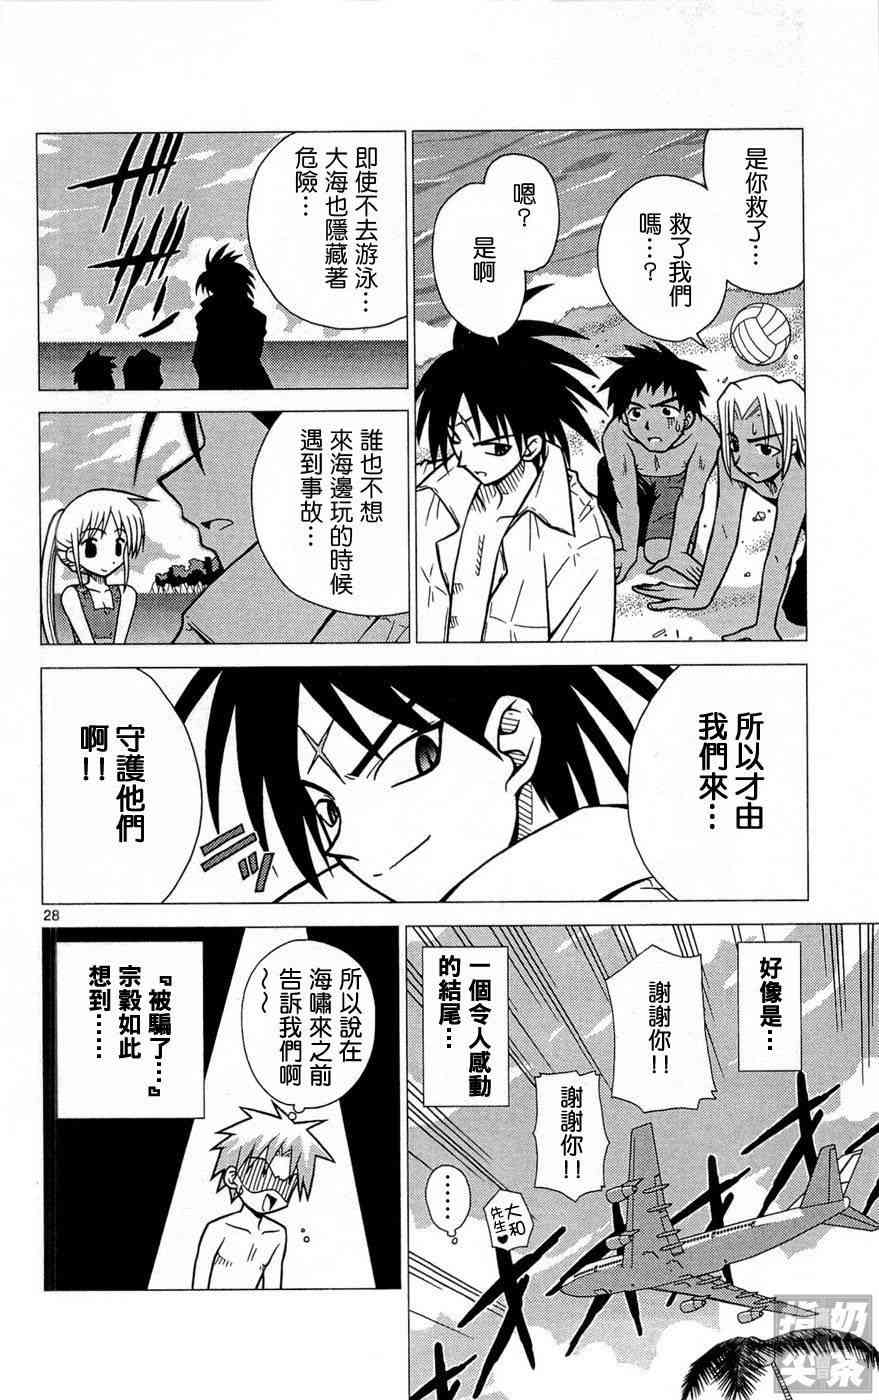 是你救了…
救了我們
嗎…？
嗯？
是啊
即使不去游泳…
大海也隱藏著
危險…
誰也不想
來海邊玩的時候
遇到事故…
所以才由
我們來…
守護他們
啊!!
28
好像是…
謝謝你!!
一個令人感動
的結尾…
謝謝你!!
……
大和
先生♥
所以說在
海嘯來之前
告訴我們啊
～～
『被騙了…』
宗穀如此
想到……